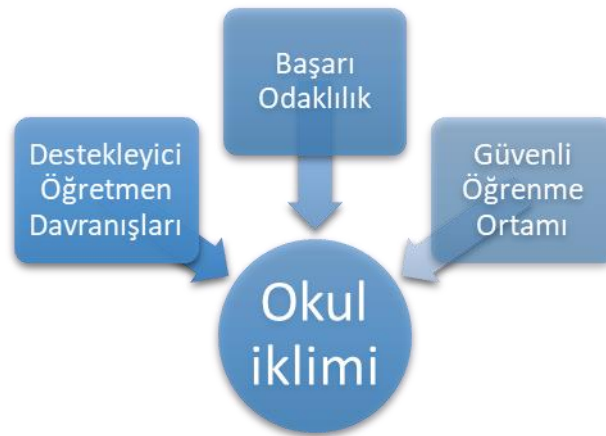 Başarı
Odaklılık
Destekleyici
Öğretmen
Davranışları
Güvenli
Öğrenme
Ortamı
Okul
iklimi